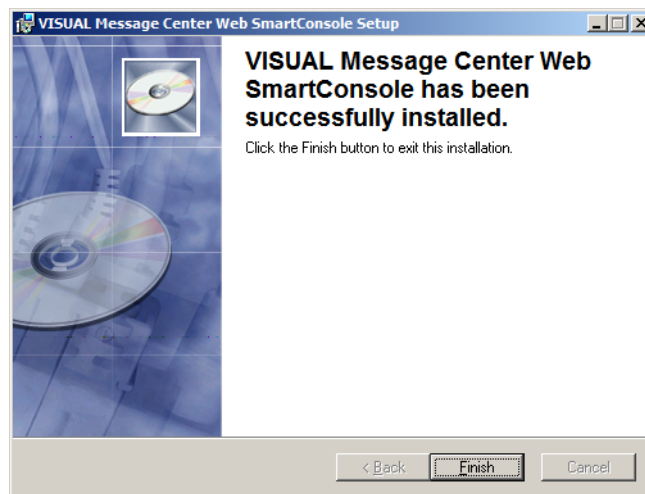 VISUAL Message Center Web SmartConsole Setup
VISUAL Message Center Web
SmartConsole has been
successfully installed.
Click the Finish button to exit this installation.
< Back
Finish
Cancel